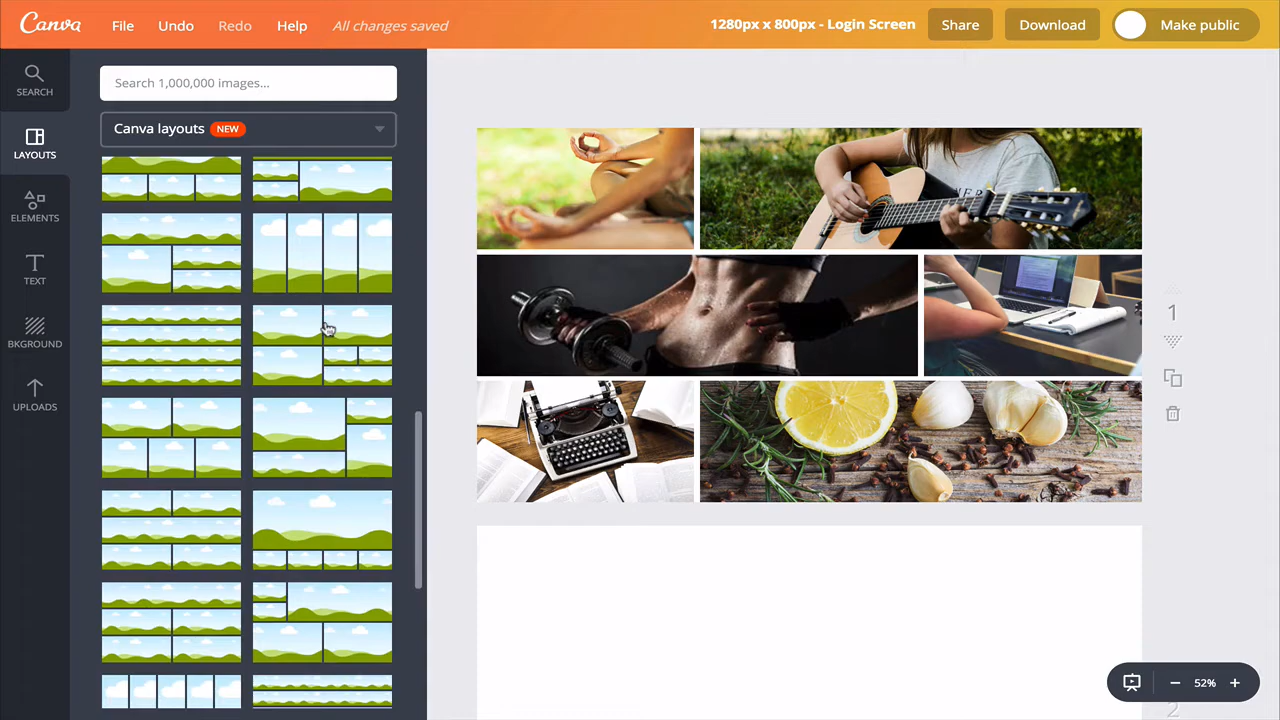 Canva File Undo Redo Help All changes saved 1280px x 800px - Login Screen Share Download Make public
SEARCH
LAYOUTS
ELEMENTS
TEXT
BKGROUND
UPLOADS
Search 1,000,000 images...
Canva layouts NEW
1
52%
2